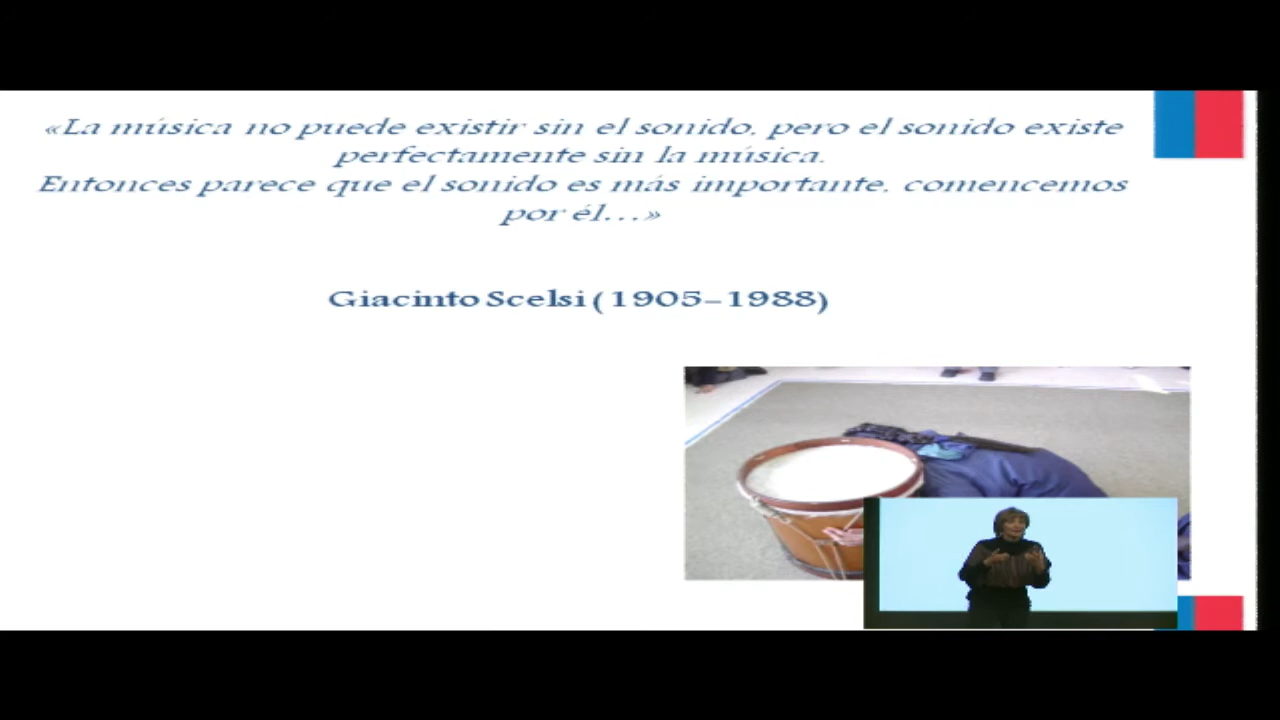 «La música no puede existir sin el sonido, pero el sonido existe
perfectamente sin la música.
Entonces parece que el sonido es más importante, comencemos
por él...»
Giacinto Scelsi (1905-1988)